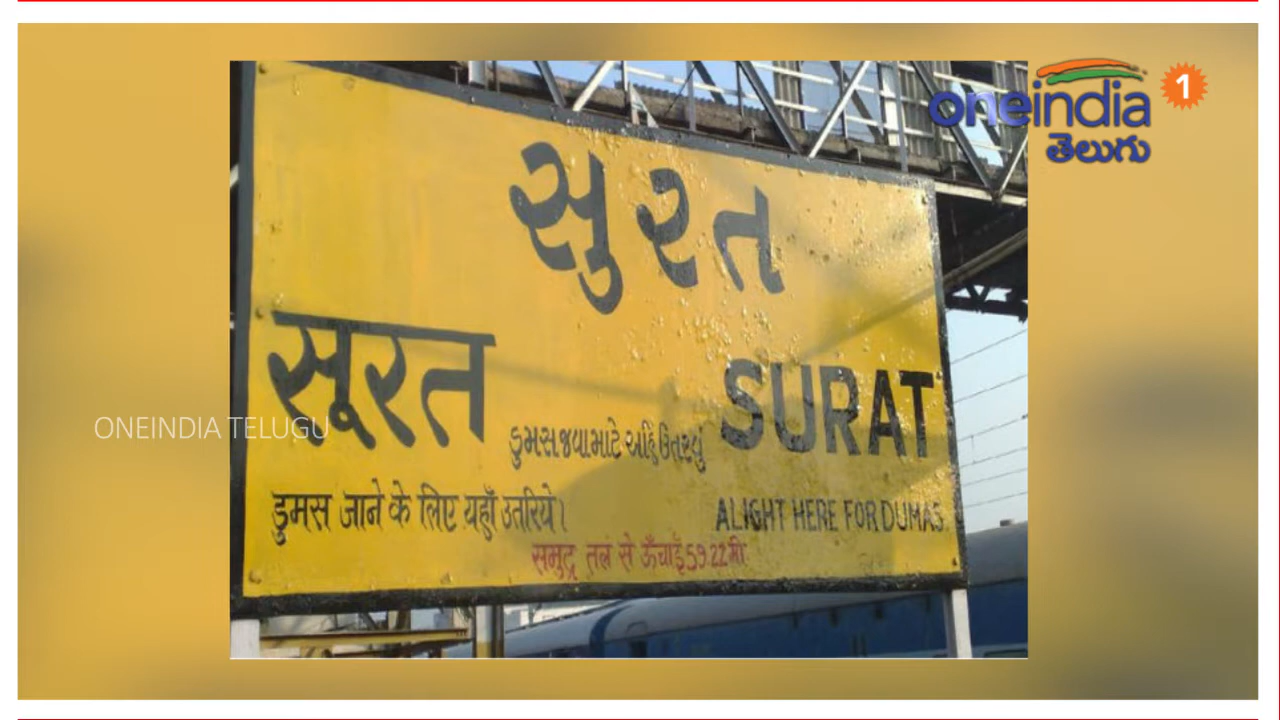 oneindia 1
తెలుగు
સુરત
सूरत
SURAT
ONEINDIA TELUGU
ડુમસ જવા માટે અહિં ઉતરવું
डुमस जाने के लिए यहाँ उतरिये।
ALIGHT HERE FOR DUMAS.
समुद्र तल से ऊँचाई 59.22 मी